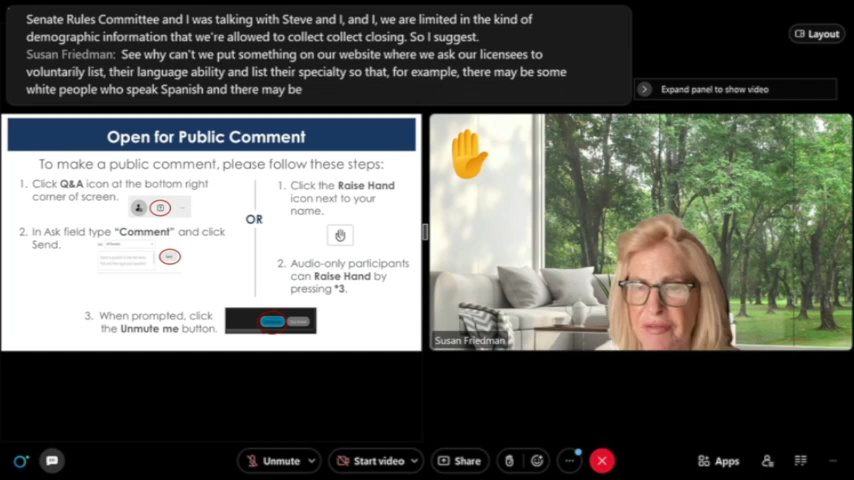 Senate Rules Committee and I was talking with Steve and I, and I, we are limited in the kind of
demographic information that we're allowed to collect collect closing. So I suggest.
Susan Friedman: See why can't we put something on our website where we ask our licensees to
voluntarily list, their language ability and list their specialty so that, for example, there may be some
white people who speak Spanish and there may be
Layout
Expand panel to show video
Open for Public Comment
To make a public comment, please follow these steps:
1. Click Q&A icon at the bottom right
corner of screen.
2. In Ask field type "Comment" and click
Send.
OR
1. Click the Raise Hand
icon next to your
name.
2. Audio-only participants
can Raise Hand by
pressing *3.
3. When prompted, click
the Unmute me button.
Susan Friedman
Unmute
Start video
Share
Apps